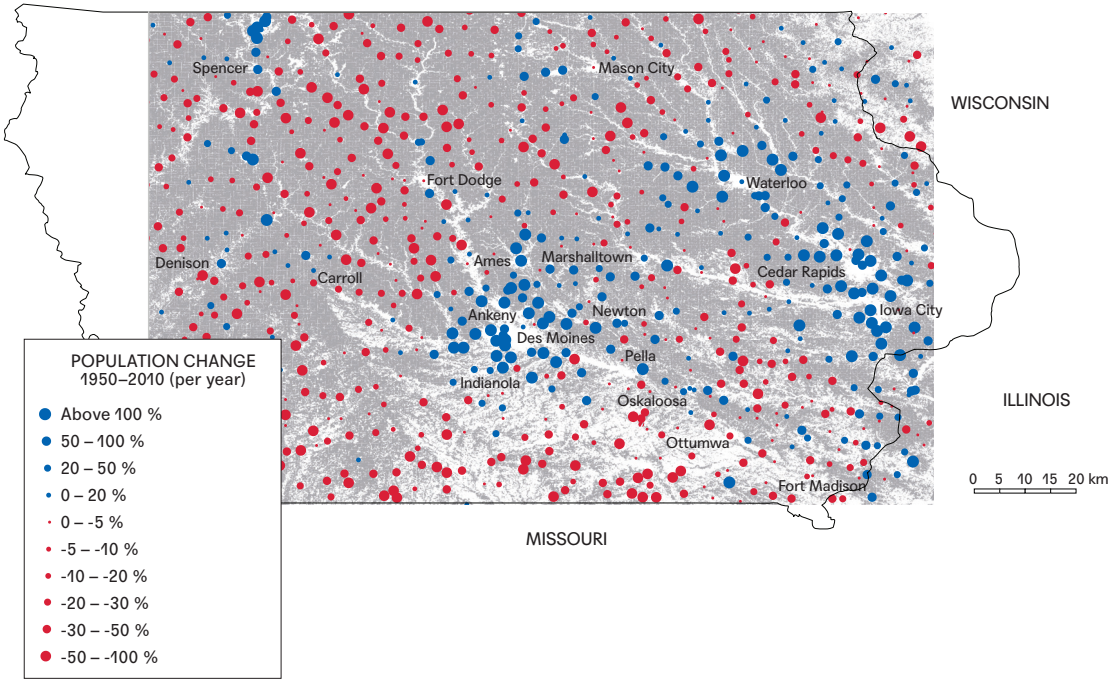 Spencer
Mason City
WISCONSIN
Fort Dodge
Waterloo
Denison
Ames
Marshalltown
Cedar Rapids
Carroll
Ankeny
Newton
Iowa City
Des Moines
Pella
Indianola
Oskaloosa
ILLINOIS
Ottumwa
Fort Madison
MISSOURI
0 5 10 15 20 km
POPULATION CHANGE
1950–2010 (per year)
Above 100 %
50 – 100 %
20 – 50 %
0 – 20 %
0 – -5 %
-5 – -10 %
-10 – -20 %
-20 – -30 %
-30 – -50 %
-50 – -100 %